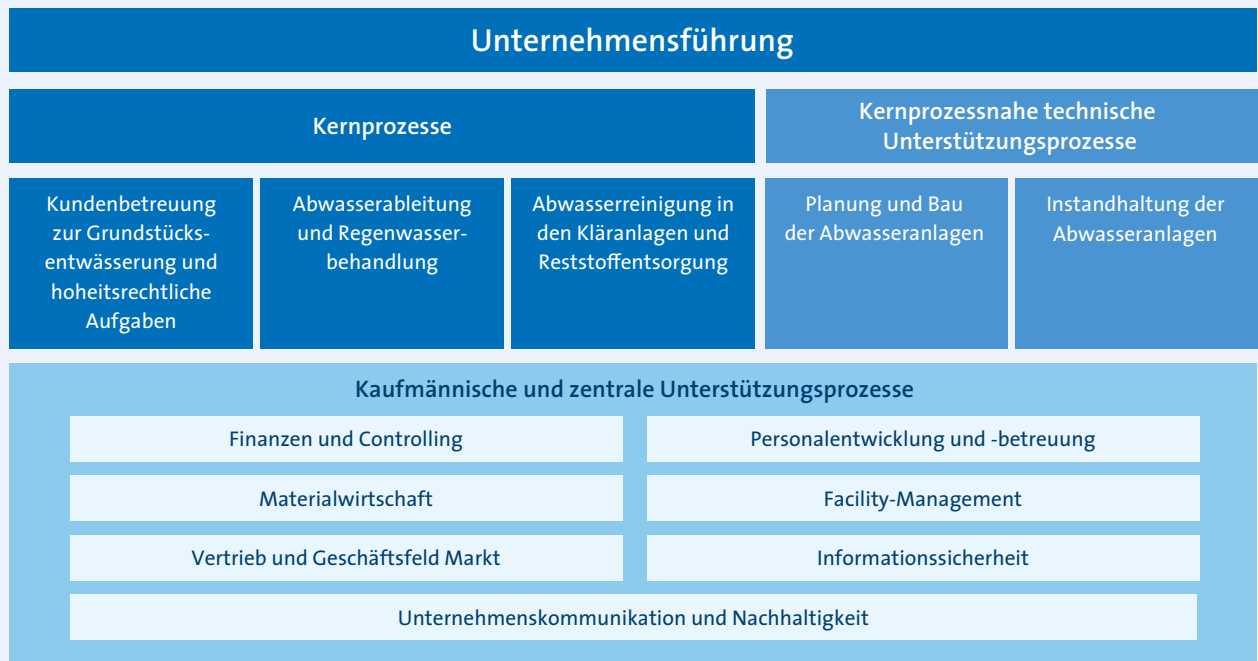 Unternehmensführung
Kernprozesse
Kernprozessnahe technische
Unterstützungsprozesse
Kundenbetreuung
zur Grundstücks-
entwässerung und
hoheitsrechtliche
Aufgaben
Abwasserableitung
und Regenwasser-
behandlung
Abwasserreinigung in
den Kläranlagen und
Reststoffentsorgung
Planung und Bau
der Abwasseranlagen
Instandhaltung der
Abwasseranlagen
Kaufmännische und zentrale Unterstützungsprozesse
Finanzen und Controlling
Personalentwicklung und -betreuung
Materialwirtschaft
Facility-Management
Vertrieb und Geschäftsfeld Markt
Informationssicherheit
Unternehmenskommunikation und Nachhaltigkeit